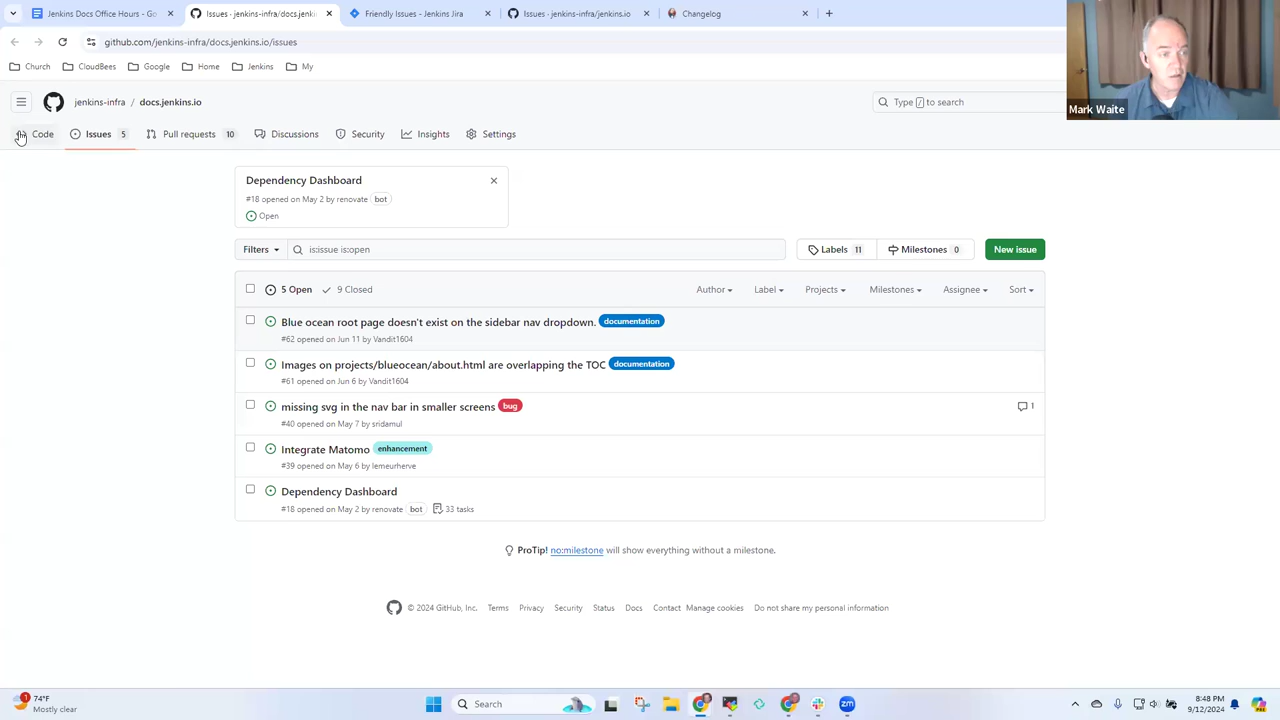 Jenkins Docs Office Hours - Go
Issues · jenkins-infra/docs.jenkin
Friendly Issues - Jenkins Jira
Issues · jenkins-infra/jenkins.io
Changelog
github.com/jenkins-infra/docs.jenkins.io/issues
Church
CloudBees
Google
Home
Jenkins
My
jenkins-infra / docs.jenkins.io
Type / to search
Mark Waite
Code
Issues 5
Pull requests 10
Discussions
Security
Insights
Settings
Dependency Dashboard
#18 opened on May 2 by renovate bot
Open
Filters
is:issue is:open
Labels 11
Milestones 0
New issue
5 Open
9 Closed
Author
Label
Projects
Milestones
Assignee
Sort
Blue ocean root page doesn't exist on the sidebar nav dropdown. documentation
#62 opened on Jun 11 by Vandit1604
Images on projects/blueocean/about.html are overlapping the TOC documentation
#61 opened on Jun 6 by Vandit1604
missing svg in the nav bar in smaller screens bug
1
#40 opened on May 7 by sridamul
Integrate Matomo enhancement
#39 opened on May 6 by lemeurherve
Dependency Dashboard
#18 opened on May 2 by renovate bot 33 tasks
ProTip! no:milestone will show everything without a milestone.
© 2024 GitHub, Inc.
Terms
Privacy
Security
Status
Docs
Contact
Manage cookies
Do not share my personal information
1
74°F
Mostly clear
Search
zm
8:48 PM
9/12/2024